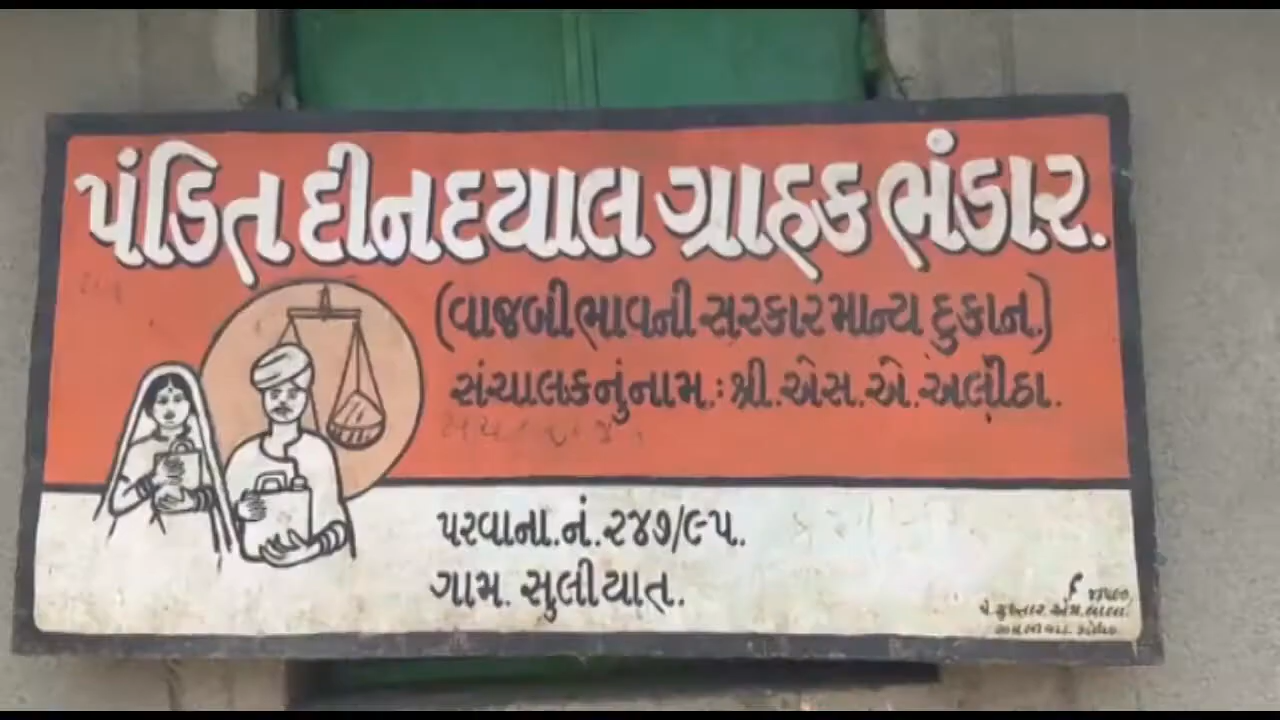 પંડિત દીનદયાલ ગ્રાહક ભંડાર.
(વાજબી ભાવની સરકાર માન્ય દુકાન.)
સંચાલકનું નામ.: શ્રી.એસ.એ.અલીઠા.
પરવાના.નં.૨૪૭/૯૫.
ગામ. સુલીયાત.